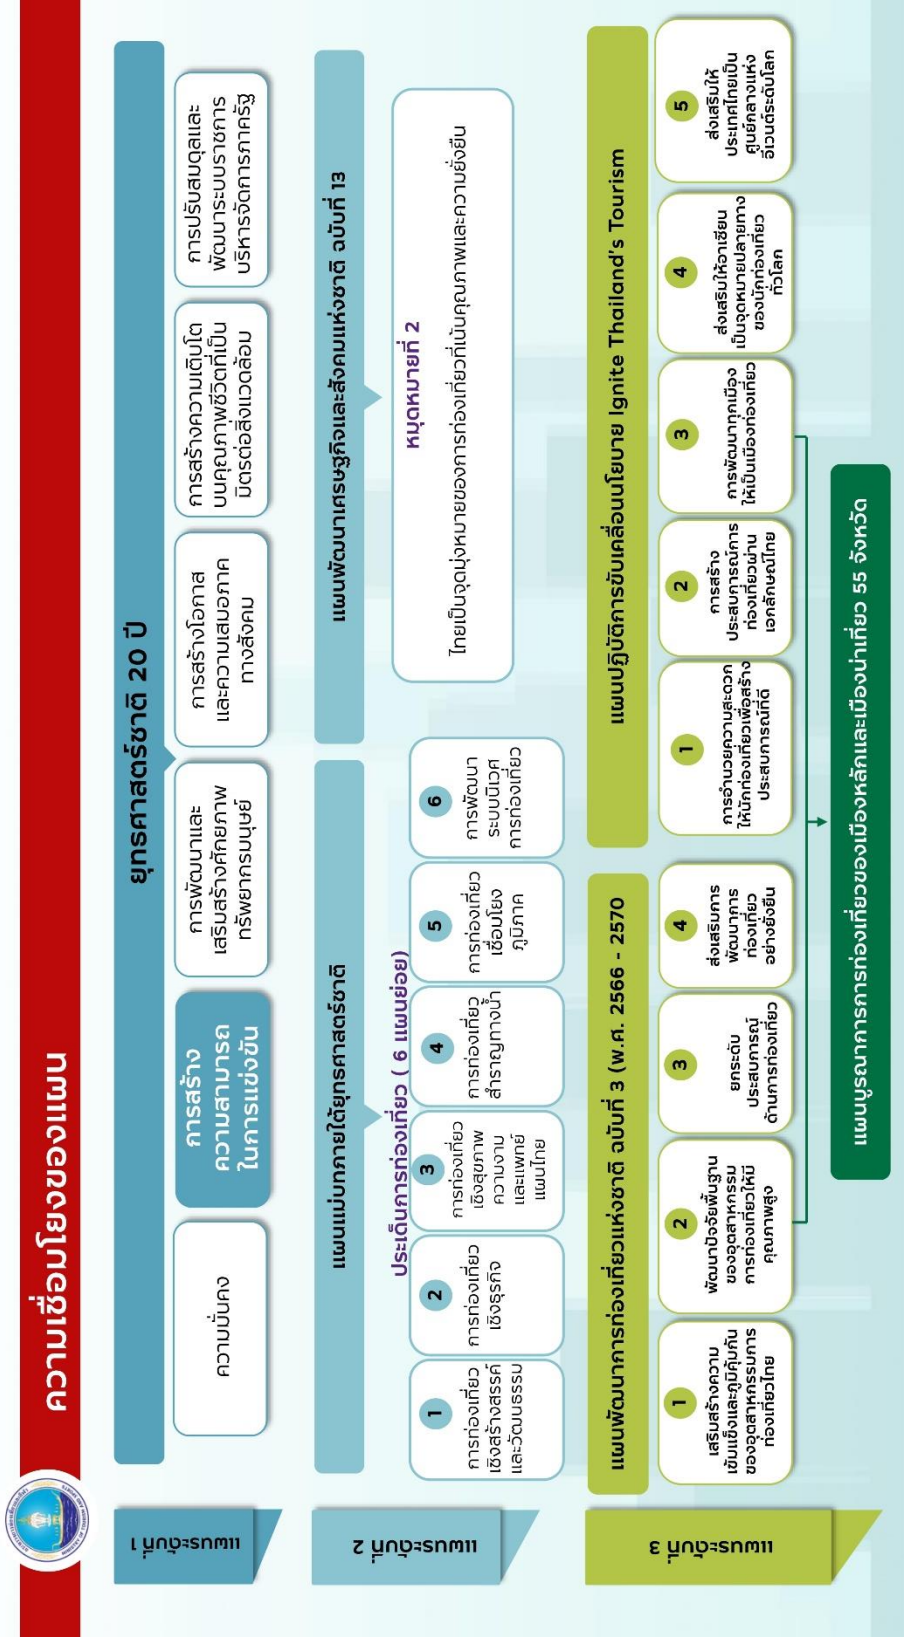 ความเชื่อมโยงของแผน
แผนระดับที่ 1
ยุทธศาสตร์ชาติ 20 ปี
ความมั่นคง
การสร้าง
ความสามารถ
ในการแข่งขัน
การพัฒนาและ
เสริมสร้างศักยภาพ
ทรัพยากรมนุษย์
การสร้างโอกาส
และความเสมอภาค
ทางสังคม
การสร้างความเติบโต
บนคุณภาพชีวิตที่เป็น
มิตรต่อสิ่งแวดล้อม
การปรับสมดุลและ
พัฒนาระบบราชการ
บริหารจัดการภาครัฐ
แผนระดับที่ 2
แผนแม่บทภายใต้ยุทธศาสตร์ชาติ
ประเด็นการท่องเที่ยว ( 6 แผนย่อย)
1
การท่องเที่ยว
เชิงสร้างสรรค์
และวัฒนธรรม
2
การท่องเที่ยว
เชิงธุรกิจ
3
การท่องเที่ยว
เชิงสุขภาพ
ความงาม
และแพทย์
แผนไทย
4
การท่องเที่ยว
สำราญทางน้ำ
5
การท่องเที่ยว
เชื่อมโยง
ภูมิภาค
6
การพัฒนา
ระบบนิเวศ
การท่องเที่ยว
แผนพัฒนาเศรษฐกิจและสังคมแห่งชาติ ฉบับที่ 13
หมุดหมายที่ 2
ไทยเป็นจุดมุ่งหมายของการท่องเที่ยวที่เน้นคุณภาพและความยั่งยืน
แผนระดับที่ 3
แผนพัฒนาการท่องเที่ยวแห่งชาติ ฉบับที่ 3 (พ.ศ. 2566 - 2570
1
เสริมสร้างความ
เข้มแข็งและภูมิคุ้มกัน
ของอุตสาหกรรมการ
ท่องเที่ยวไทย
2
พัฒนาปัจจัยพื้นฐาน
ของอุตสาหกรรม
การท่องเที่ยวให้มี
คุณภาพสูง
3
ยกระดับ
ประสบการณ์
ด้านการท่องเที่ยว
4
ส่งเสริมการ
พัฒนาการ
ท่องเที่ยว
อย่างยั่งยืน
แผนปฏิบัติการขับเคลื่อนนโยบาย Ignite Thailand's Tourism
1
การอำนวยความสะดวก
ให้นักท่องเที่ยวเพื่อสร้าง
ประสบการณ์ที่ดี
2
การสร้าง
ประสบการณ์การ
ท่องเที่ยวผ่าน
เอกลักษณ์ไทย
3
การพัฒนาทุกเมือง
ให้เป็นเมืองท่องเที่ยว
4
ส่งเสริมให้อาเซียน
เป็นจุดหมายปลายทาง
ของนักท่องเที่ยว
ทั่วโลก
5
ส่งเสริมให้
ประเทศไทยเป็น
ศูนย์กลางแห่ง
อีเวนต์ระดับโลก
แผนบูรณาการการท่องเที่ยวของเมืองหลักและเมืองน่าเที่ยว 55 จังหวัด